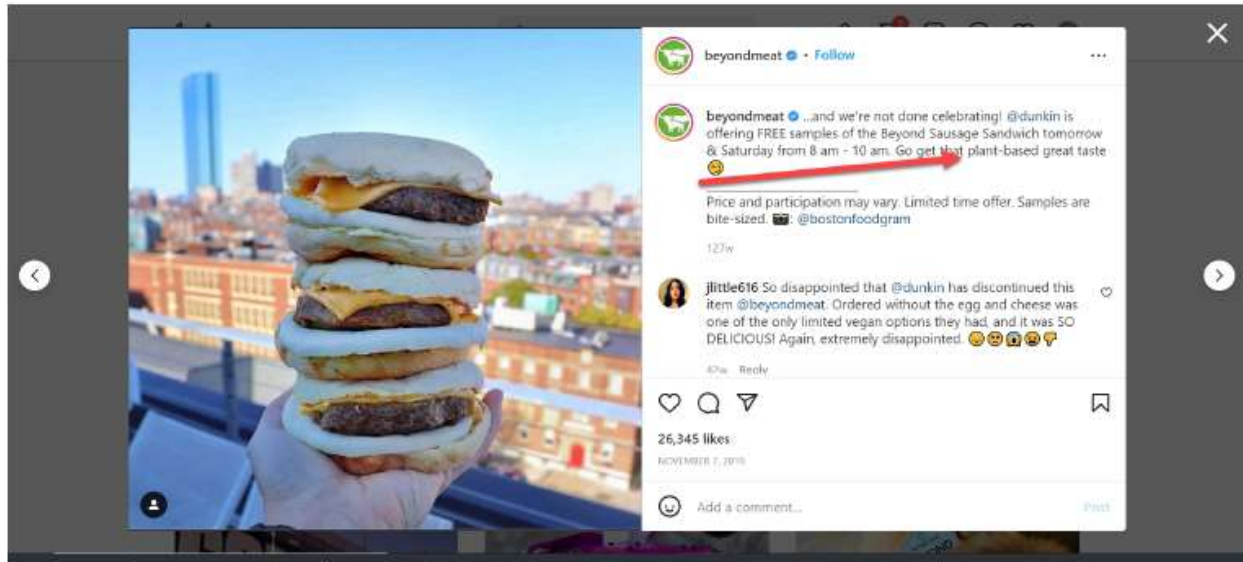 beyondmeat • Follow
beyondmeat ...and we're not done celebrating! @dunkin is
offering FREE samples of the Beyond Sausage Sandwich tomorrow
& Saturday from 8 am - 10 am. Go get that plant-based great taste
Price and participation may vary. Limited time offer. Samples are
bite-sized. 📷: @bostonfoodgram
127w
jlittle616 So disappointed that @dunkin has discontinued this
item @beyondmeat. Ordered without the egg and cheese was
one of the only limited vegan options they had, and it was SO
DELICIOUS! Again, extremely disappointed.
42w Reply
26,345 likes
NOVEMBER 7, 2019
Add a comment... Post